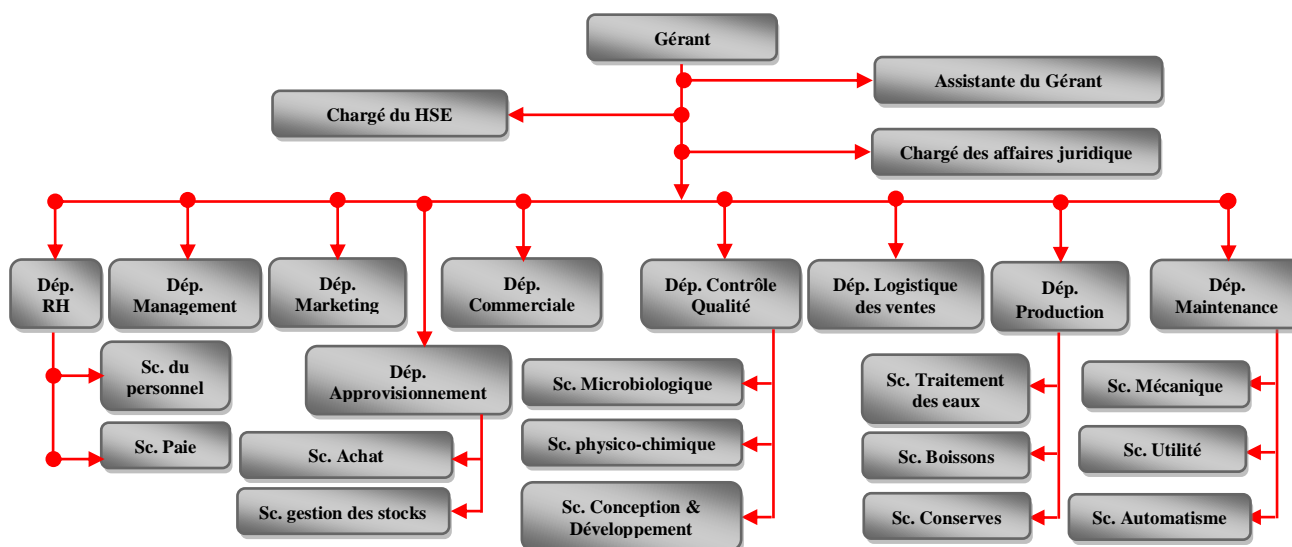 Gérant
Assistante du Gérant
Chargé du HSE
Chargé des affaires juridique
Dép.
RH
Dép.
Management
Dép.
Marketing
Dép.
Commerciale
Dép. Contrôle
Qualité
Dép. Logistique
des ventes
Dép.
Production
Dép.
Maintenance
Sc. du
personnel
Sc. Paie
Dép.
Approvisionnement
Sc. Achat
Sc. gestion des stocks
Sc. Microbiologique
Sc. physico-chimique
Sc. Conception &
Développement
Sc. Traitement
des eaux
Sc. Boissons
Sc. Conserves
Sc. Mécanique
Sc. Utilité
Sc. Automatisme